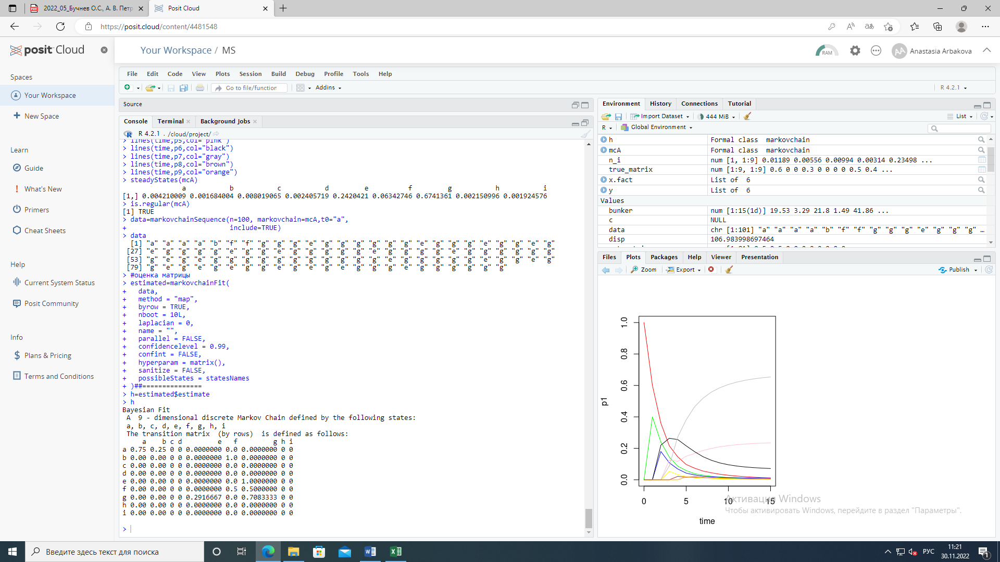 2022_05_Бучнев О.С., А. В. Петр
Posit Cloud
https://posit.cloud/content/4481548
posit Cloud
Your Workspace / MS
RAM
AA
Anastasia Arbakova
Spaces
Your Workspace
New Space
Learn
Guide
What's New
Primers
Cheat Sheets
Help
Current System Status
Posit Community
Info
Plans & Pricing
Terms and Conditions
File Edit Code View Plots Session Build Debug Profile Tools Help
Go to file/function
Addins
R 4.2.1
Source
Console Terminal Background Jobs
R 4.2.1 . /cloud/project/
> lines(time,p5,col="pink")
> lines(time,p6,col="black")
> lines(time,p7,col="gray")
> lines(time,p8,col="brown")
> lines(time,p9,col="orange")
> steadyStates(mcA)
a b c d e f g h i
[1,] 0.004210009 0.001684004 0.008019065 0.002405719 0.2420421 0.06342746 0.6741361 0.002150996 0.001924576
> is.regular(mcA)
[1] TRUE
> data=markovchainSequence(n=100, markovchain=mcA,t0="a",
+ include=TRUE)
> data
[1] "a" "a" "a" "a" "b" "f" "f" "g" "g" "g" "e" "g" "g" "g" "g" "g" "g" "e" "g" "g" "g" "e" "g" "g" "e" "g"
[27] "e" "g" "g" "g" "g" "e" "g" "g" "e" "g" "g" "g" "g" "g" "e" "g" "g" "g" "g" "e" "g" "g" "g" "g" "g" "g"
[53] "g" "e" "g" "e" "g" "g" "g" "g" "g" "g" "g" "e" "g" "g" "g" "g" "g" "g" "g" "g" "g" "e" "g" "g" "e" "g"
[79] "g" "e" "g" "e" "g" "e" "g" "g" "e" "g" "e" "g" "e" "g" "g" "g" "g" "e" "g" "g" "g" "g" "g" "g"
> #оценка матрицы
> estimated=markovchainFit(
+ data,
+ method = "map",
+ byrow = TRUE,
+ nboot = 10L,
+ laplacian = 0,
+ name = "",
+ parallel = FALSE,
+ confidencelevel = 0.99,
+ confint = FALSE,
+ hyperparam = matrix(),
+ sanitize = FALSE,
+ possibleStates = statesNames
+ )##===============
> h=estimated$estimate
> h
Bayesian Fit
A 9 - dimensional discrete Markov Chain defined by the following states:
a, b, c, d, e, f, g, h, i
The transition matrix (by rows) is defined as follows:
a b c d e f g h i
a 0.75 0.25 0 0 0.0000000 0.0 0.0000000 0 0
b 0.00 0.00 0 0 0.0000000 1.0 0.0000000 0 0
c 0.00 0.00 0 0 0.0000000 0.0 0.0000000 0 0
d 0.00 0.00 0 0 0.0000000 0.0 0.0000000 0 0
e 0.00 0.00 0 0 0.0000000 0.0 1.0000000 0 0
f 0.00 0.00 0 0 0.0000000 0.5 0.5000000 0 0
g 0.00 0.00 0 0 0.2916667 0.0 0.7083333 0 0
h 0.00 0.00 0 0 0.0000000 0.0 0.0000000 0 0
i 0.00 0.00 0 0 0.0000000 0.0 0.0000000 0 0
>
Environment History Connections Tutorial
Import Dataset 444 MiB List
R Global Environment
h Formal class markovchain
mcA Formal class markovchain
n_i num [1, 1:9] 0.01189 0.00556 0.00994 0.00314 0.23498 ...
true_matrix num [1:9, 1:9] 0.6 0 0 0.3 0 0 0 0 0.5 0.4 ...
x.fact List of 6
y List of 6
Values
bunker num [1:15(1d)] 19.53 3.29 21.8 1.49 41.86 ...
c NULL
data chr [1:101] "a" "a" "a" "a" "b" "f" "f" "g" "g" "g" "e" "g" "g" "g" …
disp 106.983998697464
Files Plots Packages Help Viewer Presentation
Zoom Export Publish
1.0
0.8
0.6
0.4
0.2
0.0
p1
0 5 10 15
time
Активация Windows
Чтобы активировать Windows, перейдите в раздел "Параметры".
Введите здесь текст для поиска
РУС
11:21
30.11.2022
1